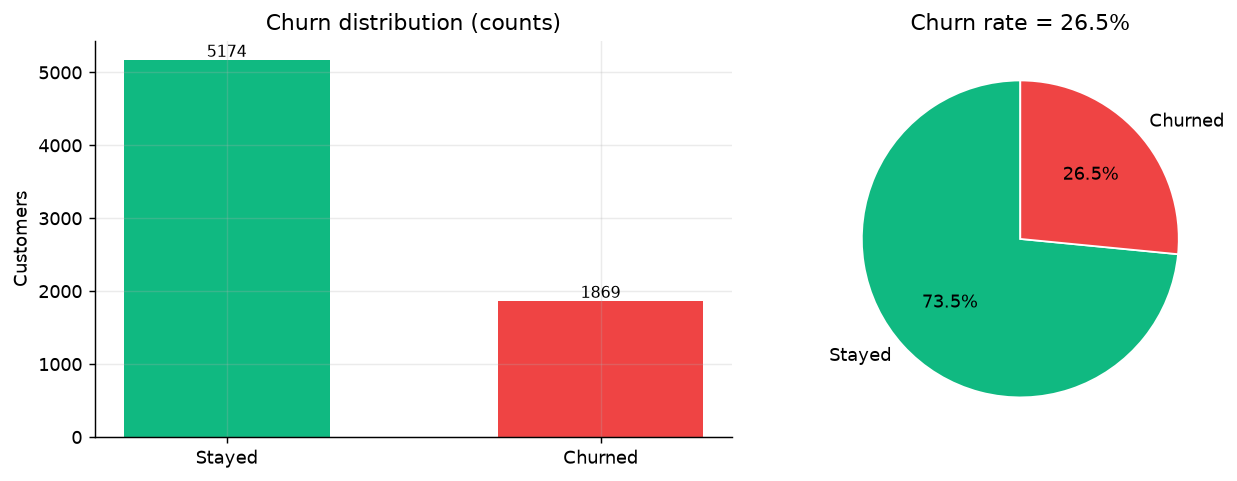 Churn distribution (counts)
5174
1869
5000
4000
3000
2000
1000
0
Customers
Stayed
Churned
Churn rate = 26.5%
Churned
26.5%
73.5%
Stayed